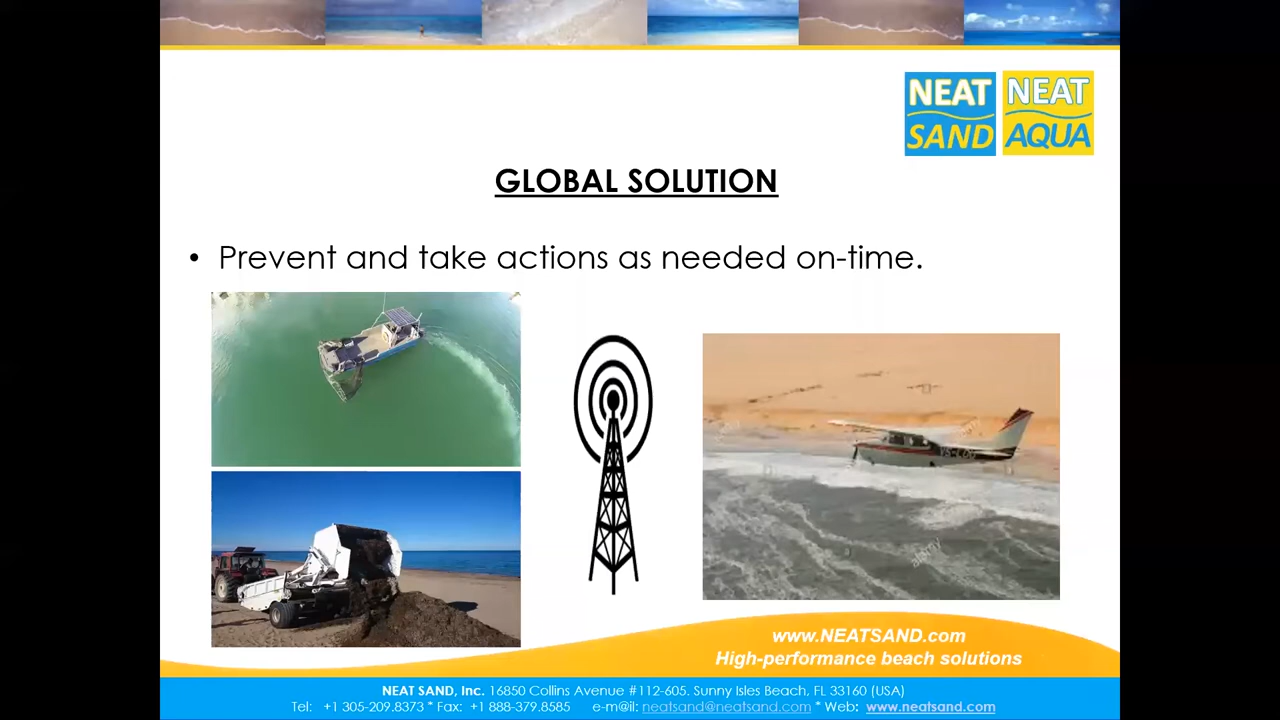 NEAT
SAND
NEAT
AQUA
GLOBAL SOLUTION
• Prevent and take actions as needed on-time.
alamy
www.NEATSAND.com
High-performance beach solutions
NEAT SAND, Inc. 16850 Collins Avenue #112-605. Sunny Isles Beach, FL 33160 (USA)
Tel: +1 305-209.8373 * Fax: +1 888-379.8585 e-m@il: neatsand@neatsand.com * Web: www.neatsand.com